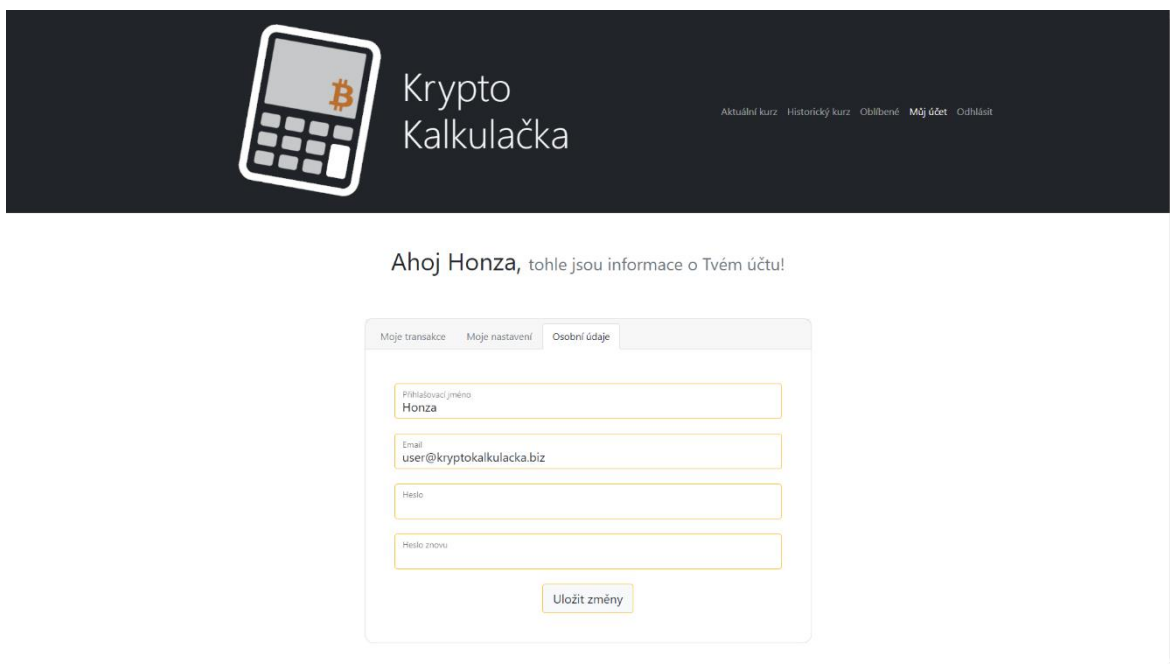 Krypto
Kalkulačka
Aktuální kurz Historický kurz Oblíbené Můj účet Odhlásit
Ahoj Honza, tohle jsou informace o Tvém účtu!
Moje transakce Moje nastavení Osobní údaje
Přihlašovací jméno
Honza
Email
user@kryptokalkulacka.biz
Heslo
Heslo znovu
Uložit změny